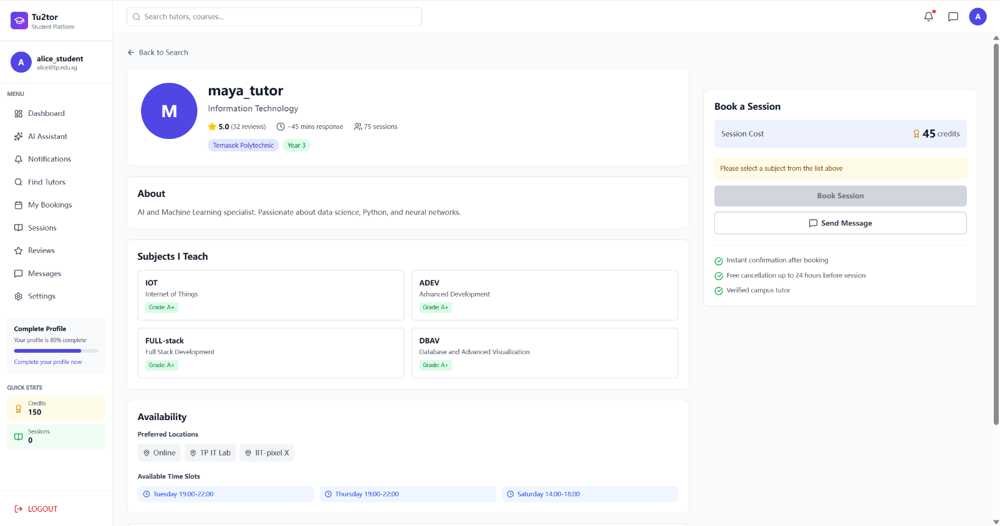 Tu2tor
Student Platform
Search tutors, courses...
A
A
alice_student
alice@tp.edu.sg
MENU
Dashboard
AI Assistant
Notifications
Find Tutors
My Bookings
Sessions
Reviews
Messages
Settings
Complete Profile
Your profile is 80% complete
Complete your profile now
QUICK STATS
Credits
150
Sessions
0
LOGOUT
Back to Search
M
maya_tutor
Information Technology
5.0 (32 reviews) ~45 mins response 75 sessions
Temasek Polytechnic Year 3
About
AI and Machine Learning specialist. Passionate about data science, Python, and neural networks.
Subjects I Teach
IOT
Internet of Things
Grade: A+
ADEV
Advanced Development
Grade: A+
FULL-stack
Full Stack Development
Grade: A+
DBAV
Database and Advanced Visualization
Grade: A+
Availability
Preferred Locations
Online TP IT Lab IIT-pixel X
Available Time Slots
Tuesday 19:00-22:00 Thursday 19:00-22:00 Saturday 14:00-18:00
Book a Session
Session Cost 45 credits
Please select a subject from the list above
Book Session
Send Message
Instant confirmation after booking
Free cancellation up to 24 hours before session
Verified campus tutor